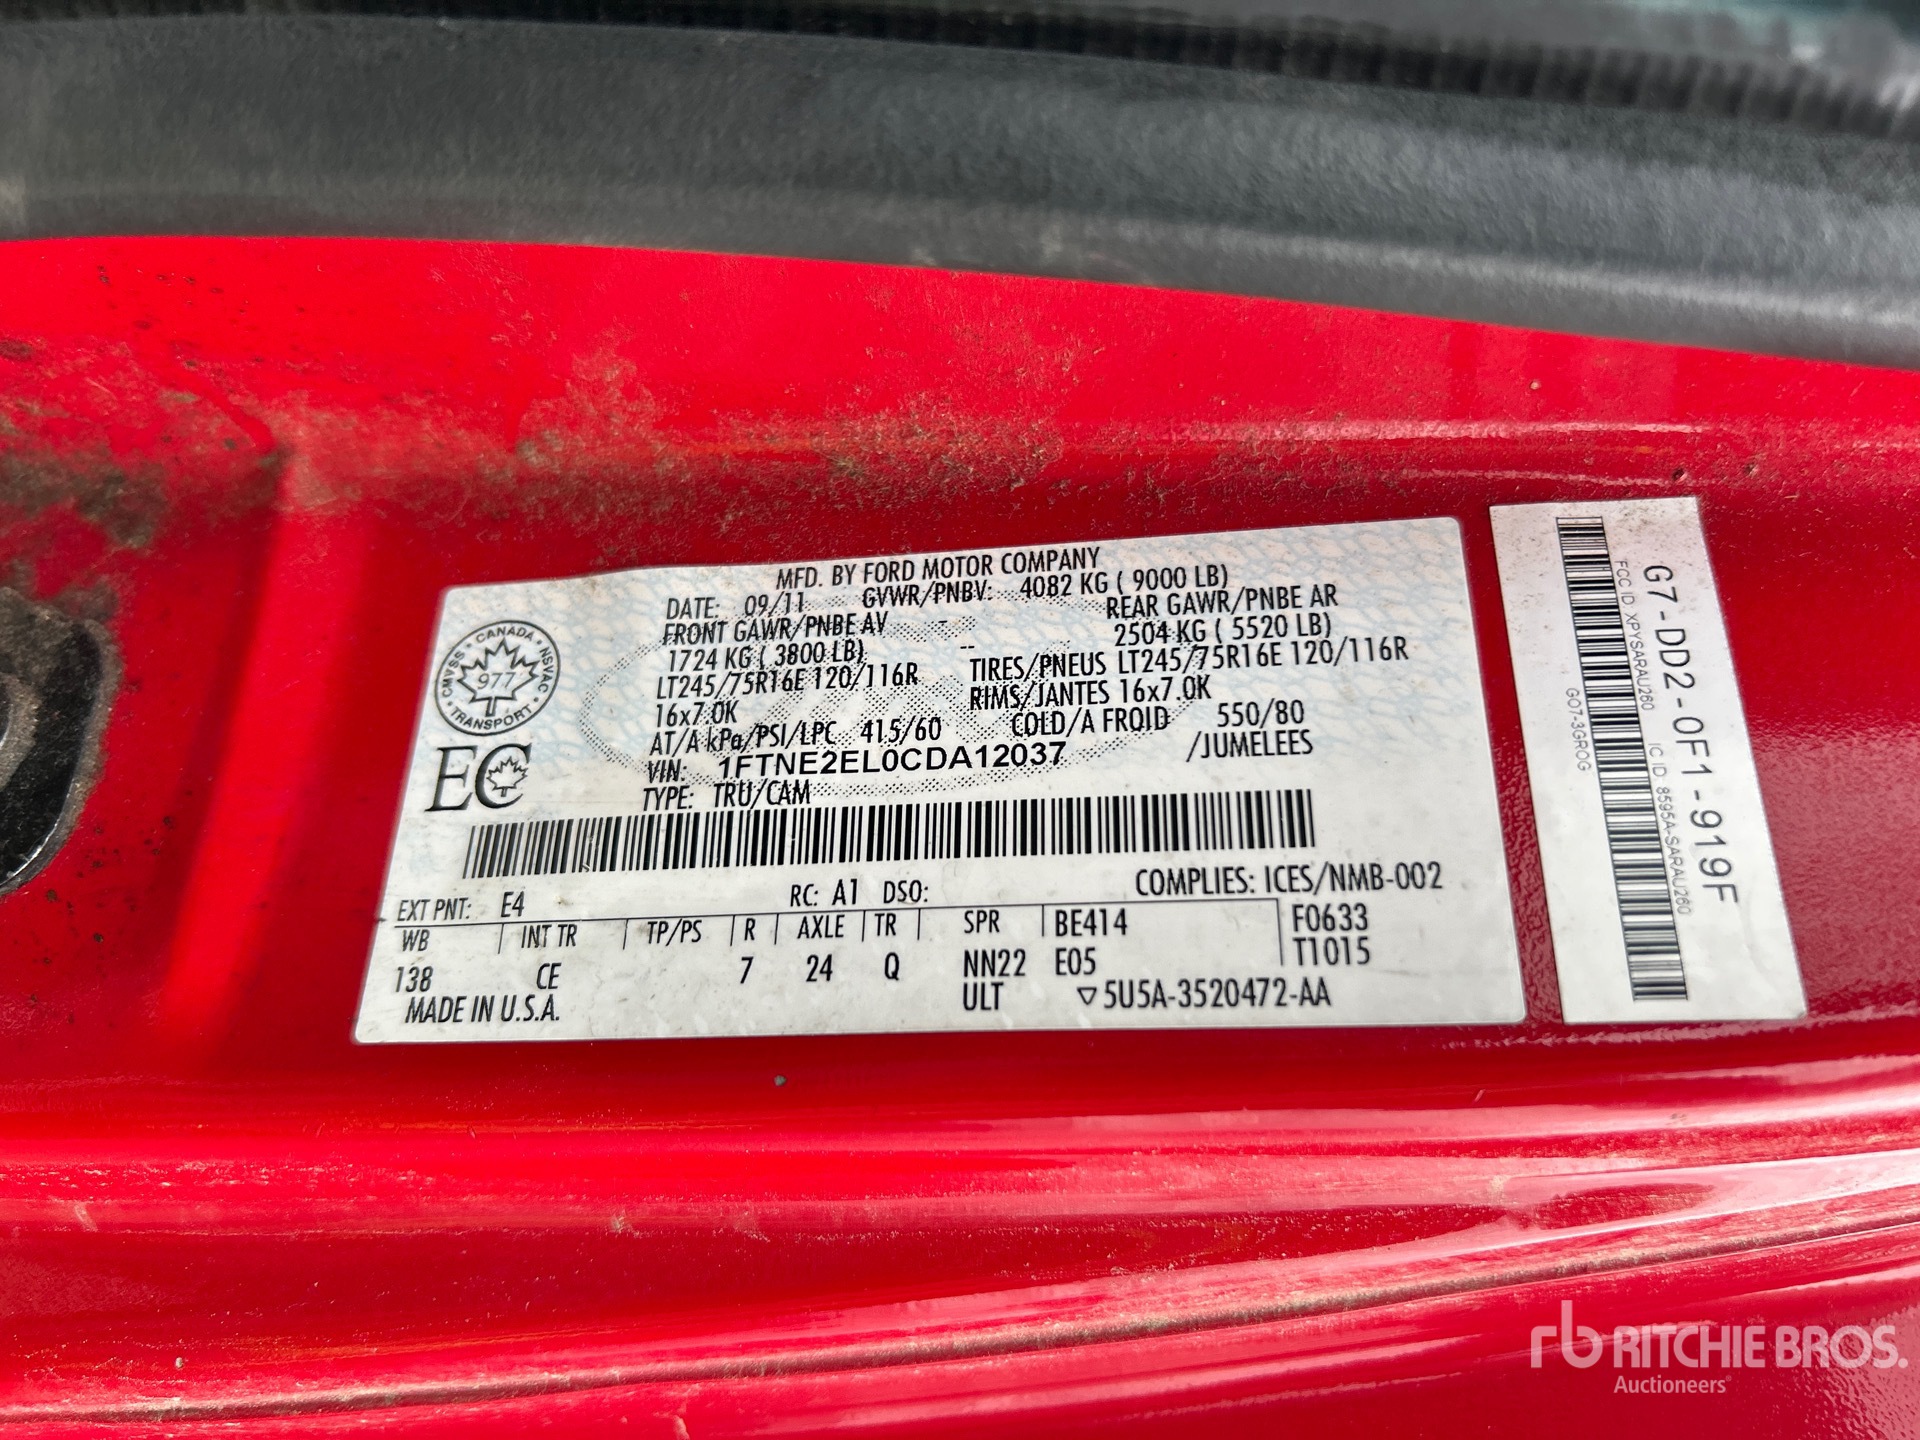 MFD. BY FORD MOTOR COMPANY
DATE: 09/11 GVWR/PNBV: 4082 KG ( 9000 LB)
FRONT GAWR/PNBE AV - REAR GAWR/PNBE AR
1724 KG ( 3800 LB) -- 2504 KG ( 5520 LB)
LT245/75R16E 120/116R TIRES/PNEUS LT245/75R16E 120/116R
16x7.0K RIMS/JANTES 16x7.0K
AT/A kPa/PSI/LPC 415/60 COLD/A FROID 550/80
VIN: 1FTNE2EL0CDA12037 /JUMELEES
TYPE: TRU/CAM
CANADA
CMVSS NSVAC
977
TRANSPORT
EC
COMPLIES: ICES/NMB-002
EXT PNT: E4 RC: A1 DSO:
WB INT TR TP/PS R AXLE TR SPR BE414 F0633
138 CE 7 24 Q NN22 E05 T1015
MADE IN U.S.A. ULT ▽5U5A-3520472-AA
G7-DD2-0F1-919F
FCC ID XPYSARAU260 IC ID 8595A-SARAU260
GO7-3GROG
rb RITCHIE BROS.
Auctioneers